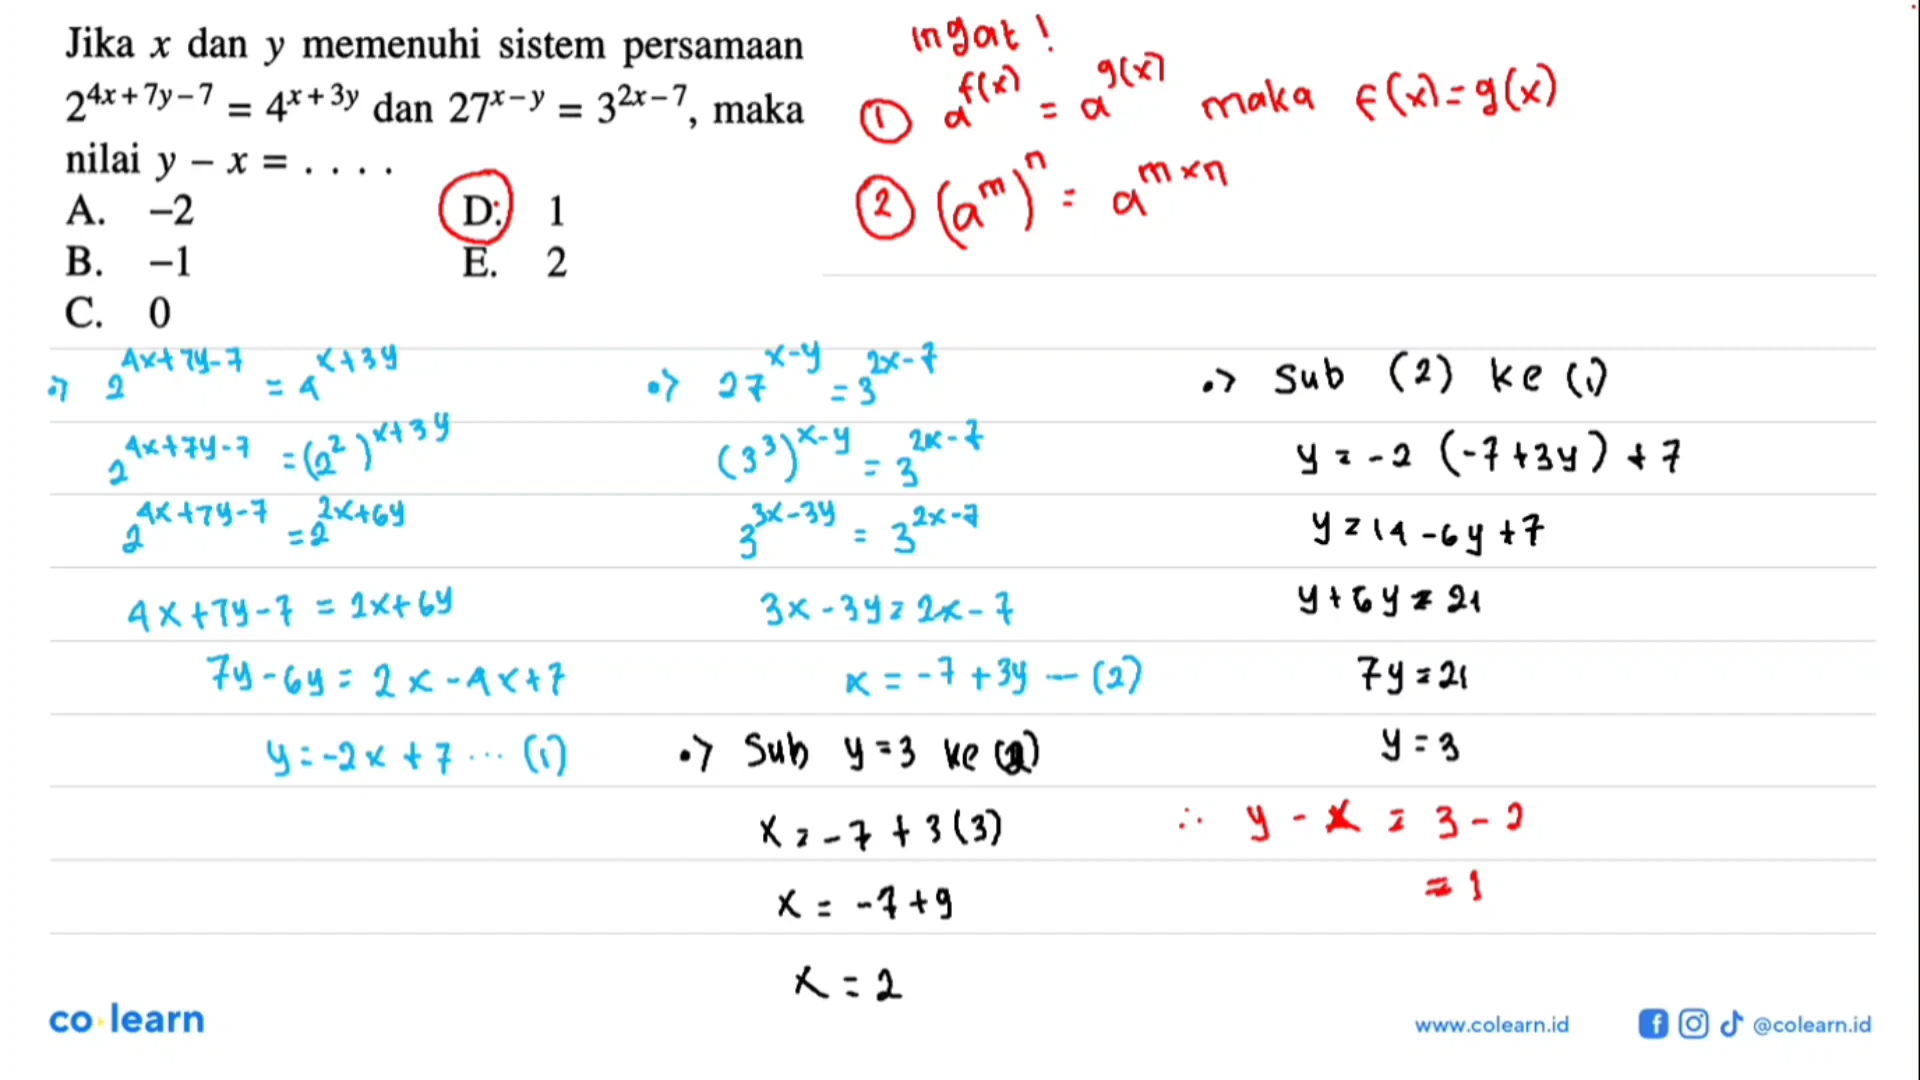 Jika x dan y memenuhi sistem persamaan
2^{4x+7y-7} = 4^{x+3y} dan 27^{x-y} = 3^{2x-7}, maka
nilai y - x = . . . .
A. -2
B. -1
C. 0
D. 1
E. 2
ingat !
① a^{f(x)} = a^{g(x)} maka f(x) = g(x)
② (a^m)^n = a^{m×n}
•> 2^{4x+7y-7} = 4^{x+3y}
2^{4x+7y-7} = (2^2)^{x+3y}
2^{4x+7y-7} = 2^{2x+6y}
4x+7y-7 = 2x+6y
7y-6y = 2x-4x+7
y = -2x+7 ... (1)
•> 27^{x-y} = 3^{2x-7}
(3^3)^{x-y} = 3^{2x-7}
3^{3x-3y} = 3^{2x-7}
3x-3y = 2x-7
x = -7+3y — (2)
•> Sub y=3 ke (2)
x = -7+3(3)
x = -7+9
x = 2
•> Sub (2) ke (1)
y = -2 (-7+3y) + 7
y = 14-6y+7
y+6y = 21
7y = 21
y = 3
∴ y - x = 3 - 2
= 1
co learn
www.colearn.id
@colearn.id